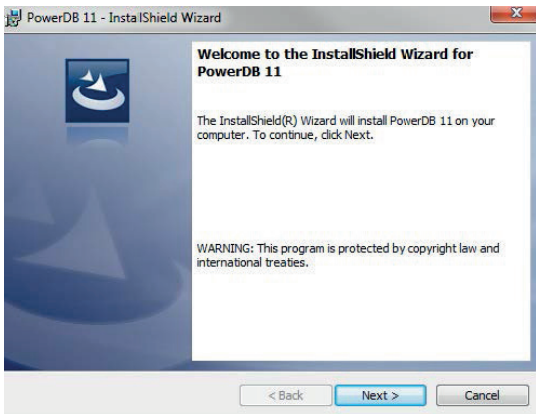 PowerDB 11 - InstallShield Wizard
Welcome to the InstallShield Wizard for
PowerDB 11
The InstallShield(R) Wizard will install PowerDB 11 on your
computer. To continue, click Next.
WARNING: This program is protected by copyright law and
international treaties.
< Back
Next >
Cancel